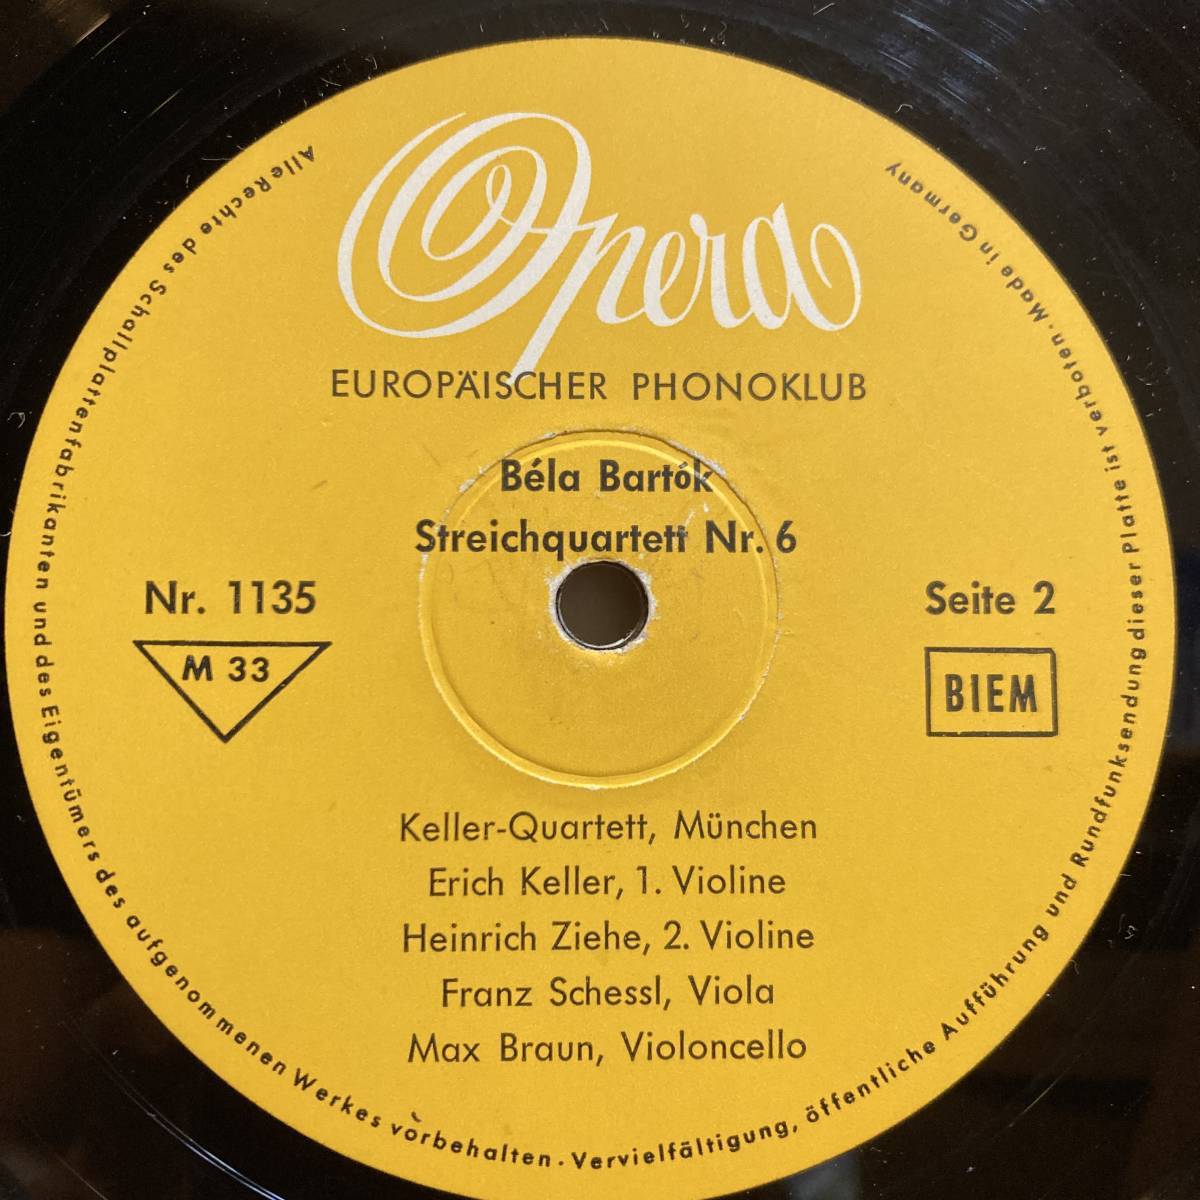 Opera
EUROPÄISCHER PHONOKLUB
Béla Bartók
Streichquartett Nr. 6
Nr. 1135
M 33
Seite 2
BIEM
Keller-Quartett, München
Erich Keller, 1. Violine
Heinrich Ziehe, 2. Violine
Franz Schessl, Viola
Max Braun, Violoncello
Alle Rechte des Schallplattenfabrikanten und des Eigentümers des aufgenommenen Werkes vorbehalten · Vervielfältigung, öffentliche Aufführung und Rundfunksendung dieser Platte ist verboten · Made in Germany